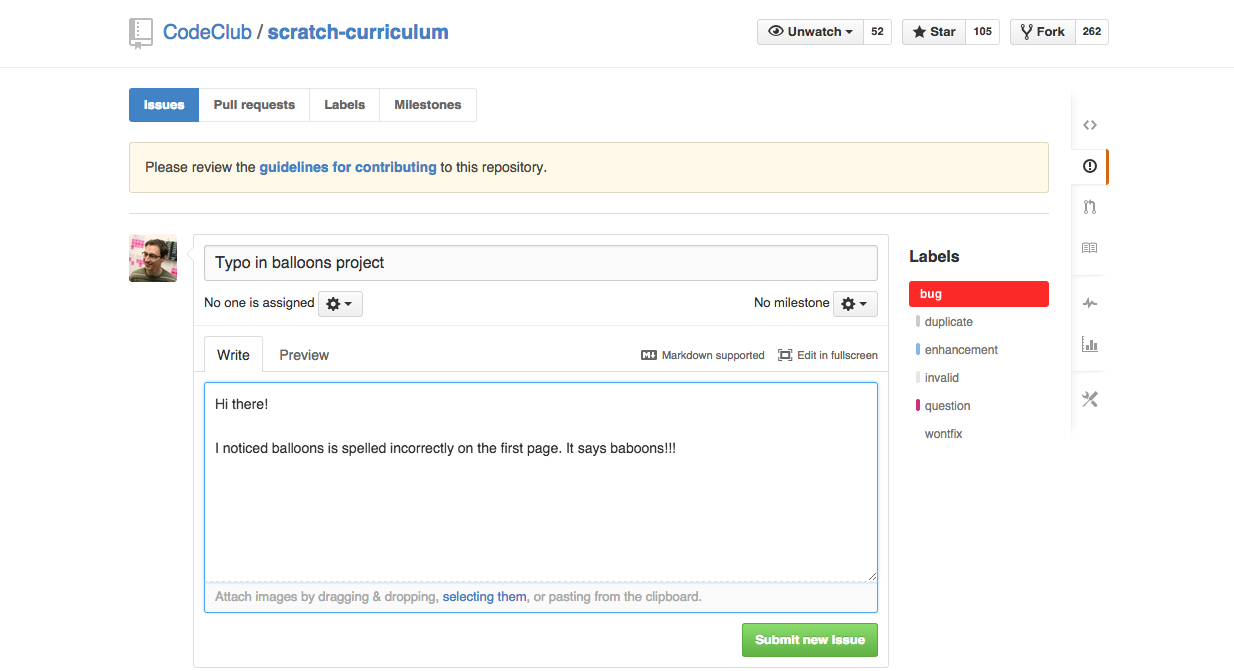 CodeClub / scratch-curriculum
Unwatch 52 Star 105 Fork 262
Issues Pull requests Labels Milestones
Please review the guidelines for contributing to this repository.
Typo in balloons project
No one is assigned No milestone
Write Preview Markdown supported Edit in fullscreen
Hi there!
I noticed balloons is spelled incorrectly on the first page. It says baboons!!!
Attach images by dragging & dropping, selecting them, or pasting from the clipboard.
Submit new issue
Labels
bug
duplicate
enhancement
invalid
question
wontfix